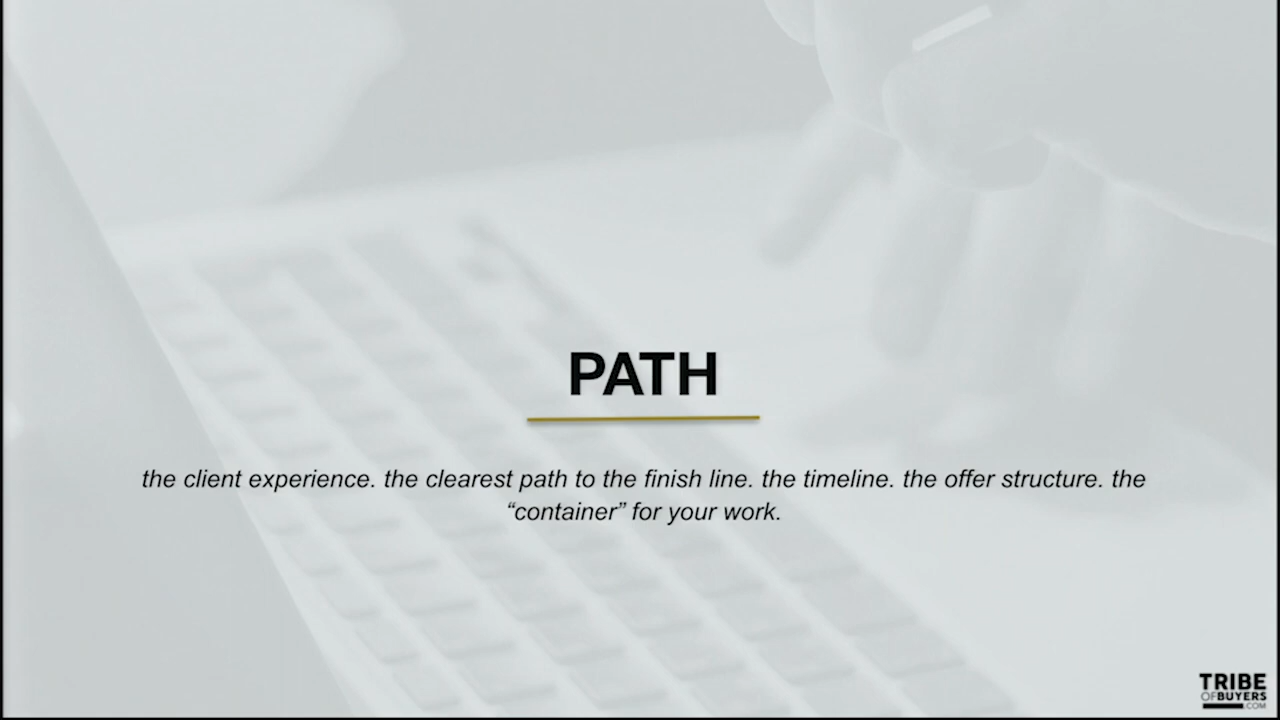 PATH
the client experience. the clearest path to the finish line. the timeline. the offer structure. the
“container” for your work.
TRIBE
OF BUYERS
.COM